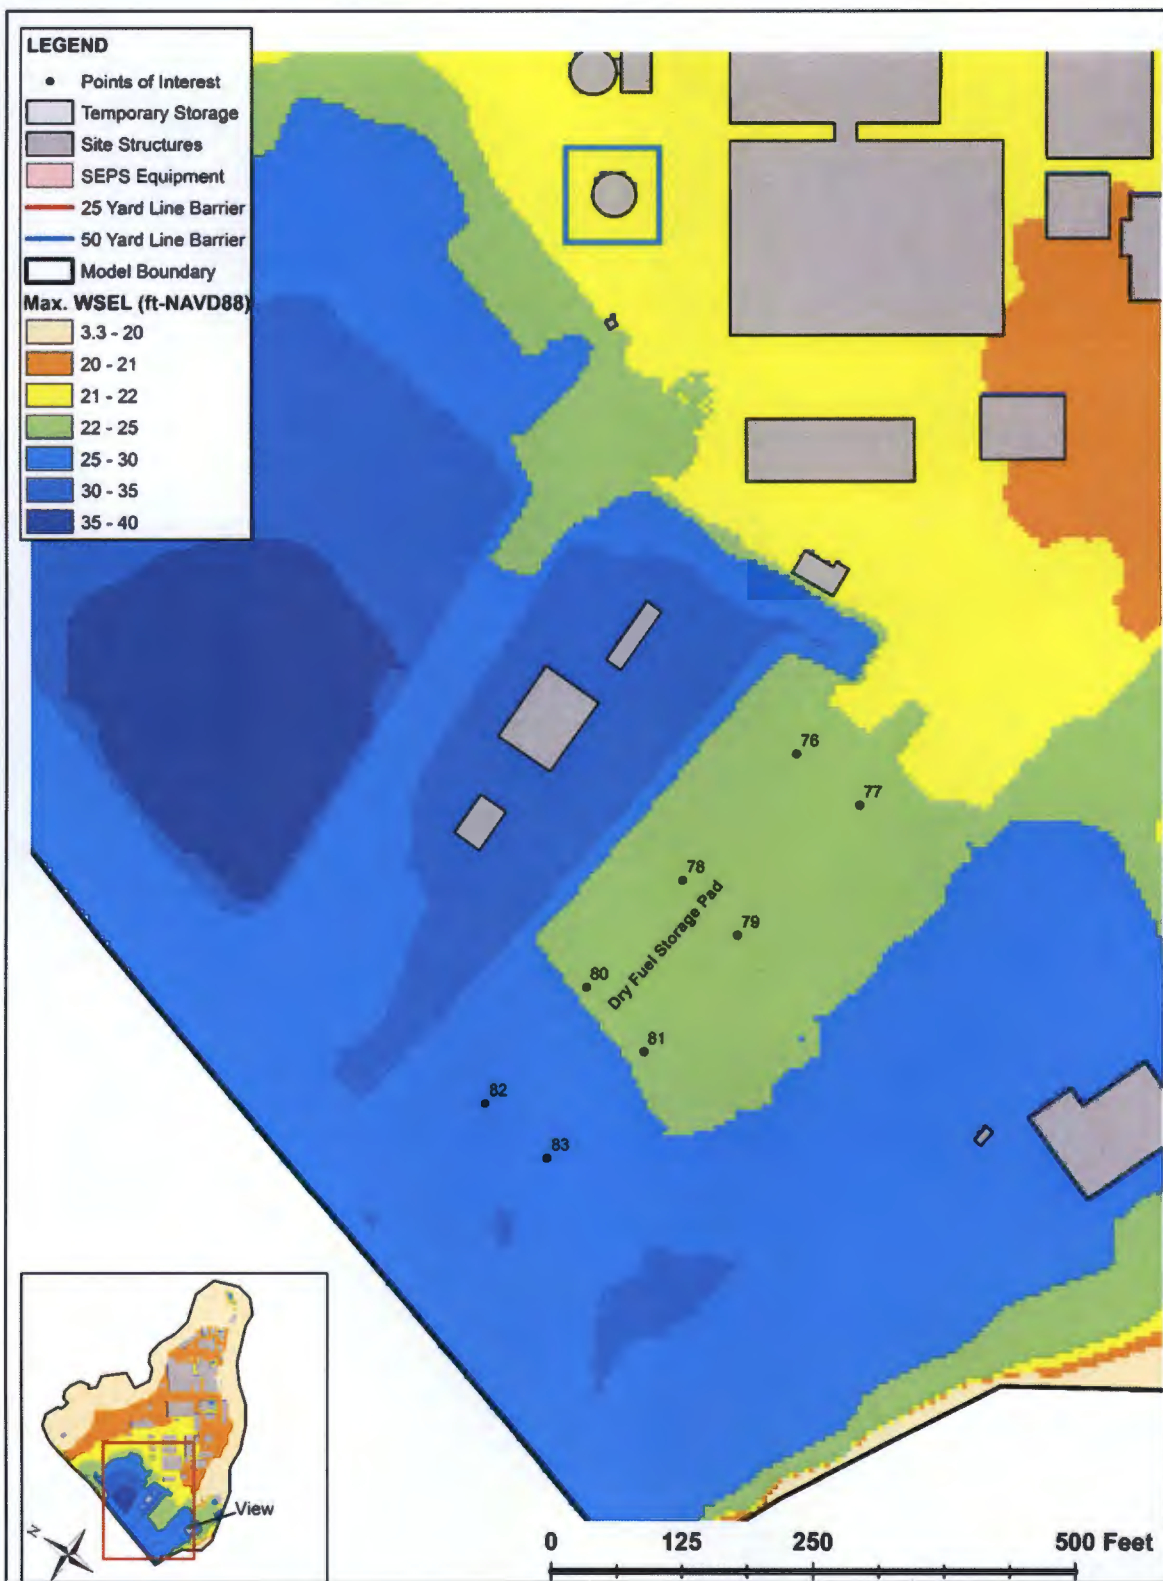 LEGEND
Points of Interest
Temporary Storage
Site Structures
SEPS Equipment
25 Yard Line Barrier
50 Yard Line Barrier
Model Boundary
Max. WSEL (ft-NAVD88)
3.3 - 20
20 - 21
21 - 22
22 - 25
25 - 30
30 - 35
35 - 40
76
77
78
79
Dry Fuel Storage Pad
80
81
82
83
View
N
0 125 250 500 Feet